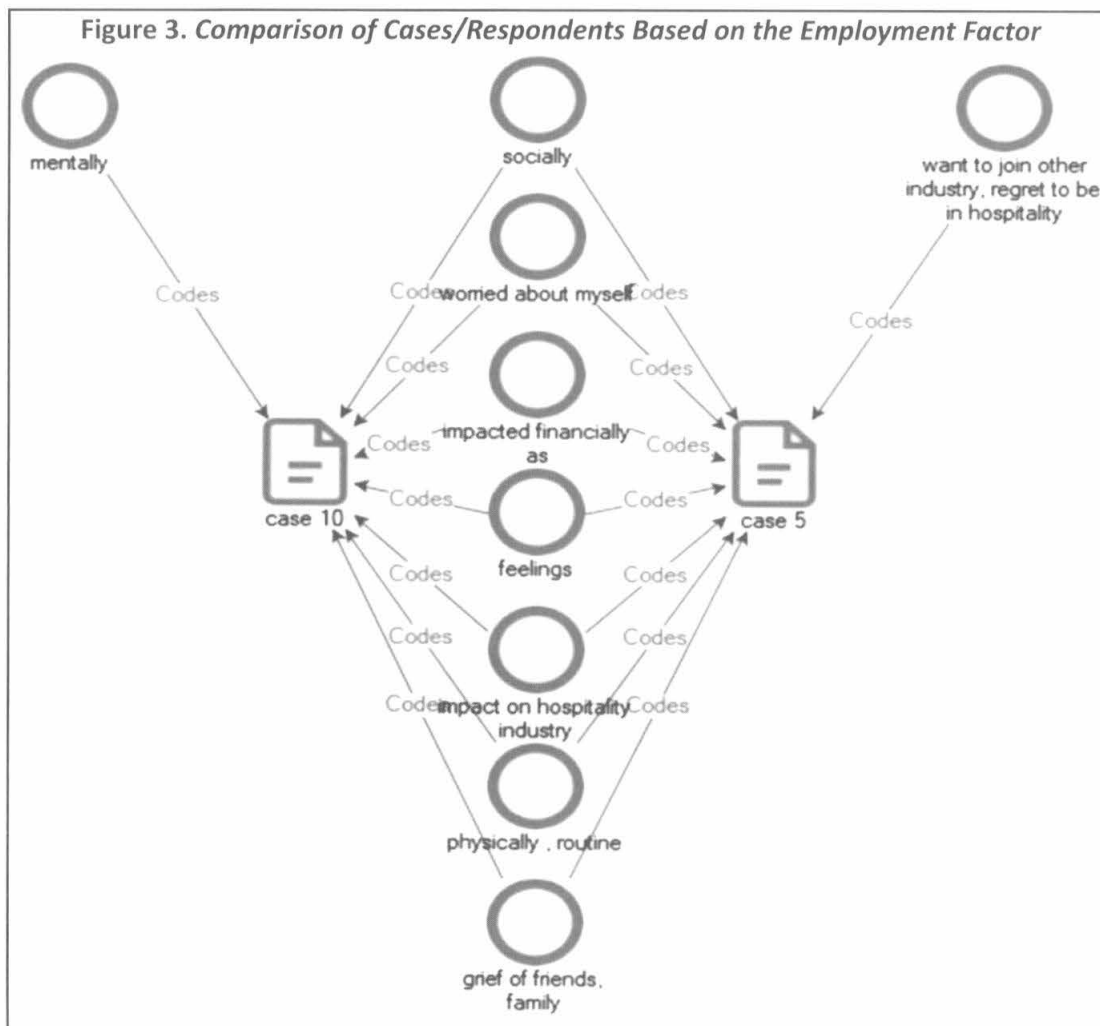 Figure 3. Comparison of Cases/Respondents Based on the Employment Factor
mentally
socially
want to join other
industry, regret to be
in hospitality
Codes
Codes
worried about myself
Codes
Codes
Codes
Codes
Codes
impacted financially
as
Codes
Codes
case 10
Codes
Codes
case 5
feelings
Codes
Codes
Codes
Codes
Codes
impact on hospitality
industry
Codes
physically , routine
grief of friends,
family